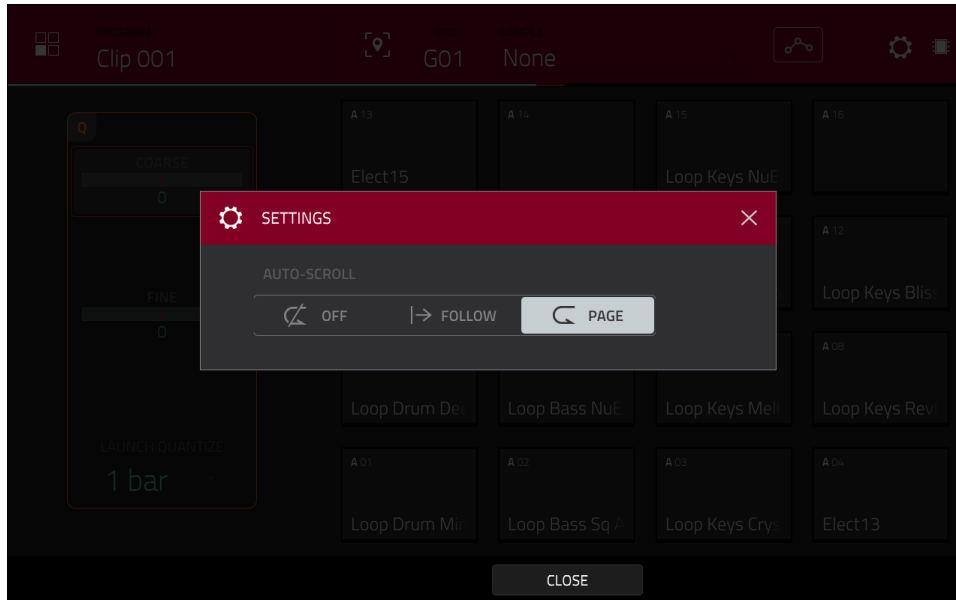 Clip 001
G01
None
Q
COARSE
0
FINE
0
LAUNCH QUANTIZE
1 bar
A 13
Elect15
A 14
A 15
Loop Keys NuE
A 16
A 12
Loop Keys Blis
Loop Drum Dee
Loop Bass NuE
Loop Keys Mell
A 08
Loop Keys Rev
A 01
Loop Drum Min
A 02
Loop Bass Sq A
A 03
Loop Keys Crys
A 04
Elect13
SETTINGS
AUTO-SCROLL
OFF
FOLLOW
PAGE
CLOSE